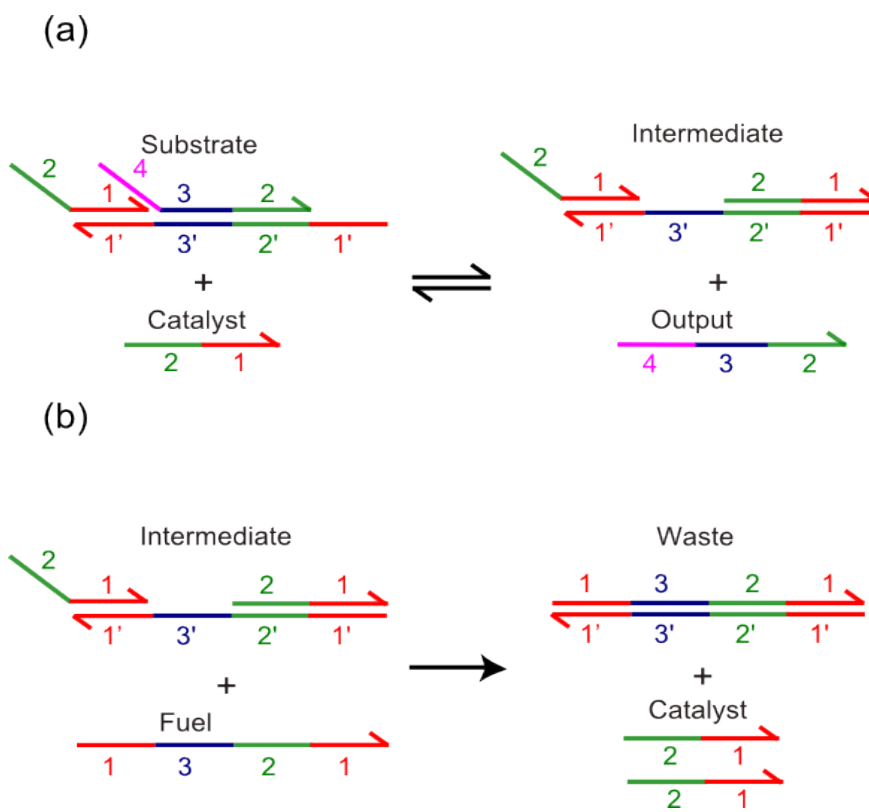 (a)
Substrate
2 4
1 3 2
1' 3' 2' 1'
+
Catalyst
2 1
Intermediate
2
1 2 1
1' 3' 2' 1'
+
Output
4 3 2
(b)
Intermediate
2
1 2 1
1' 3' 2' 1'
+
Fuel
1 3 2 1
Waste
1 3 2 1
1' 3' 2' 1'
+
Catalyst
2 1
2 1